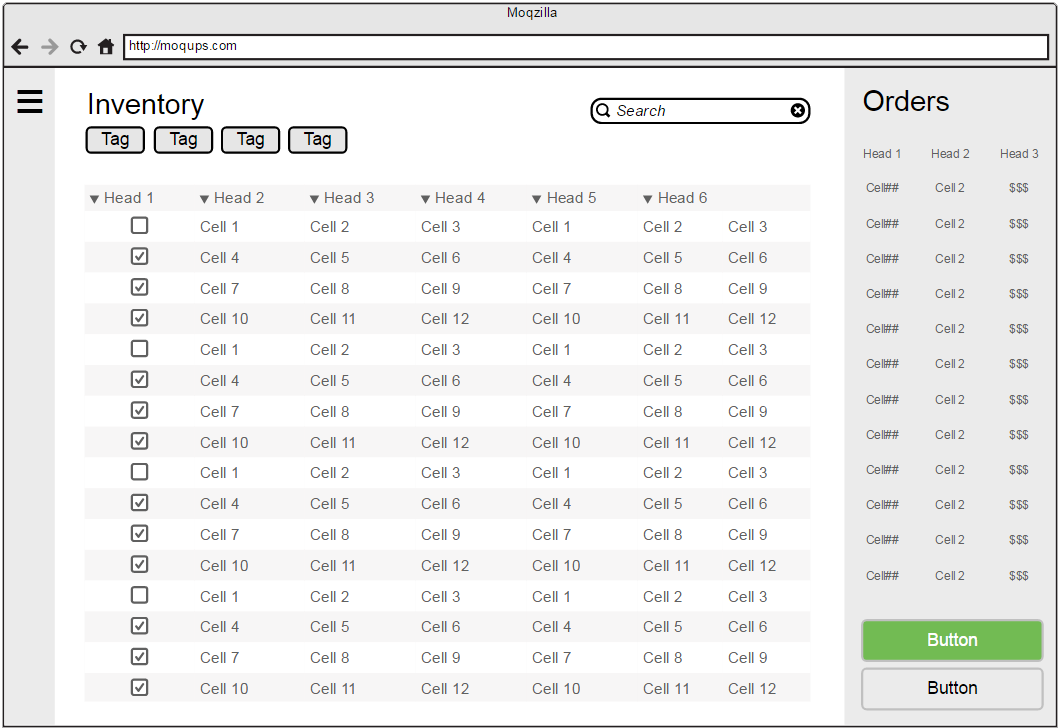 Moqzilla
http://moqups.com
Inventory
Search
Tag Tag Tag Tag
▼ Head 1 ▼ Head 2 ▼ Head 3 ▼ Head 4 ▼ Head 5 ▼ Head 6
Cell 1 Cell 2 Cell 3 Cell 1 Cell 2 Cell 3
Cell 4 Cell 5 Cell 6 Cell 4 Cell 5 Cell 6
Cell 7 Cell 8 Cell 9 Cell 7 Cell 8 Cell 9
Cell 10 Cell 11 Cell 12 Cell 10 Cell 11 Cell 12
Cell 1 Cell 2 Cell 3 Cell 1 Cell 2 Cell 3
Cell 4 Cell 5 Cell 6 Cell 4 Cell 5 Cell 6
Cell 7 Cell 8 Cell 9 Cell 7 Cell 8 Cell 9
Cell 10 Cell 11 Cell 12 Cell 10 Cell 11 Cell 12
Cell 1 Cell 2 Cell 3 Cell 1 Cell 2 Cell 3
Cell 4 Cell 5 Cell 6 Cell 4 Cell 5 Cell 6
Cell 7 Cell 8 Cell 9 Cell 7 Cell 8 Cell 9
Cell 10 Cell 11 Cell 12 Cell 10 Cell 11 Cell 12
Cell 1 Cell 2 Cell 3 Cell 1 Cell 2 Cell 3
Cell 4 Cell 5 Cell 6 Cell 4 Cell 5 Cell 6
Cell 7 Cell 8 Cell 9 Cell 7 Cell 8 Cell 9
Cell 10 Cell 11 Cell 12 Cell 10 Cell 11 Cell 12
Orders
Head 1 Head 2 Head 3
Cell## Cell 2 $$$
Cell## Cell 2 $$$
Cell## Cell 2 $$$
Cell## Cell 2 $$$
Cell## Cell 2 $$$
Cell## Cell 2 $$$
Cell## Cell 2 $$$
Cell## Cell 2 $$$
Cell## Cell 2 $$$
Cell## Cell 2 $$$
Cell## Cell 2 $$$
Cell## Cell 2 $$$
Button
Button